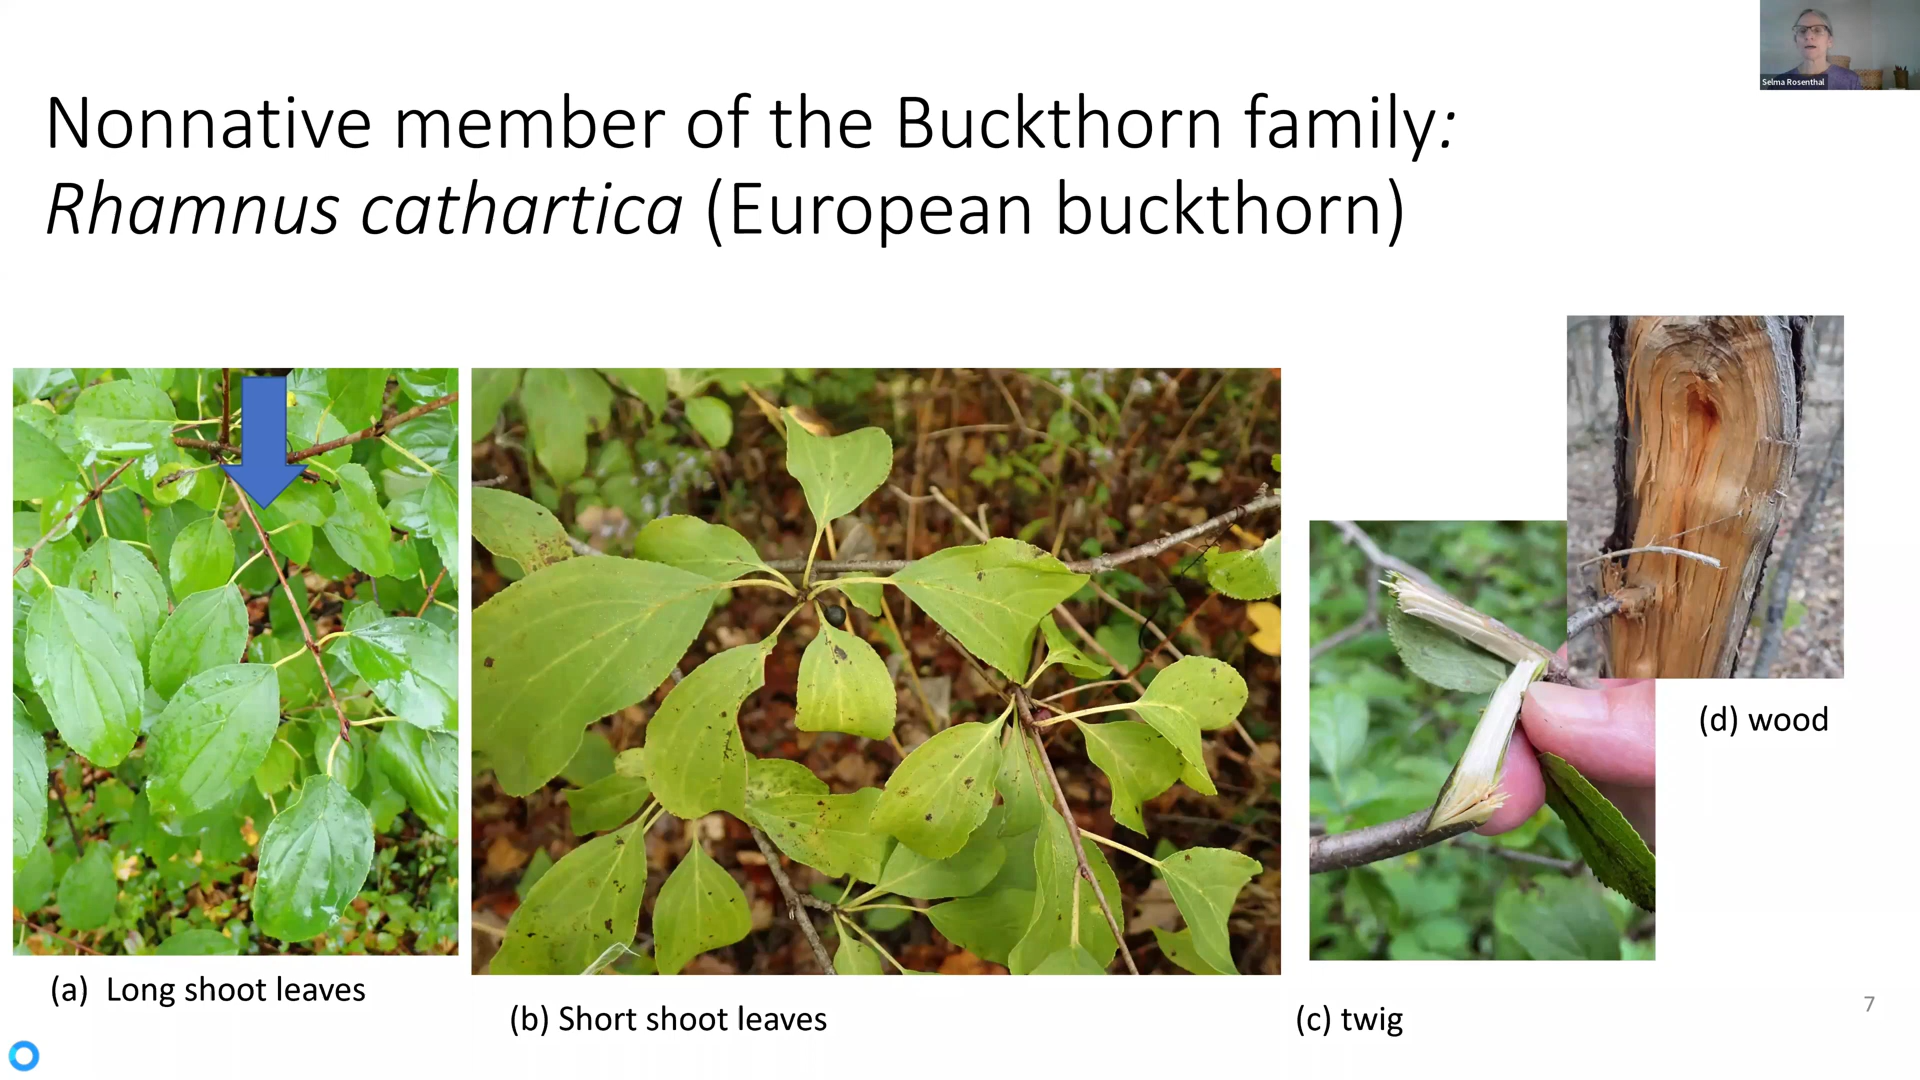 Selma Rosenthal
Nonnative member of the Buckthorn family:
Rhamnus cathartica (European buckthorn)
(d) wood
(a) Long shoot leaves
(b) Short shoot leaves
(c) twig
7